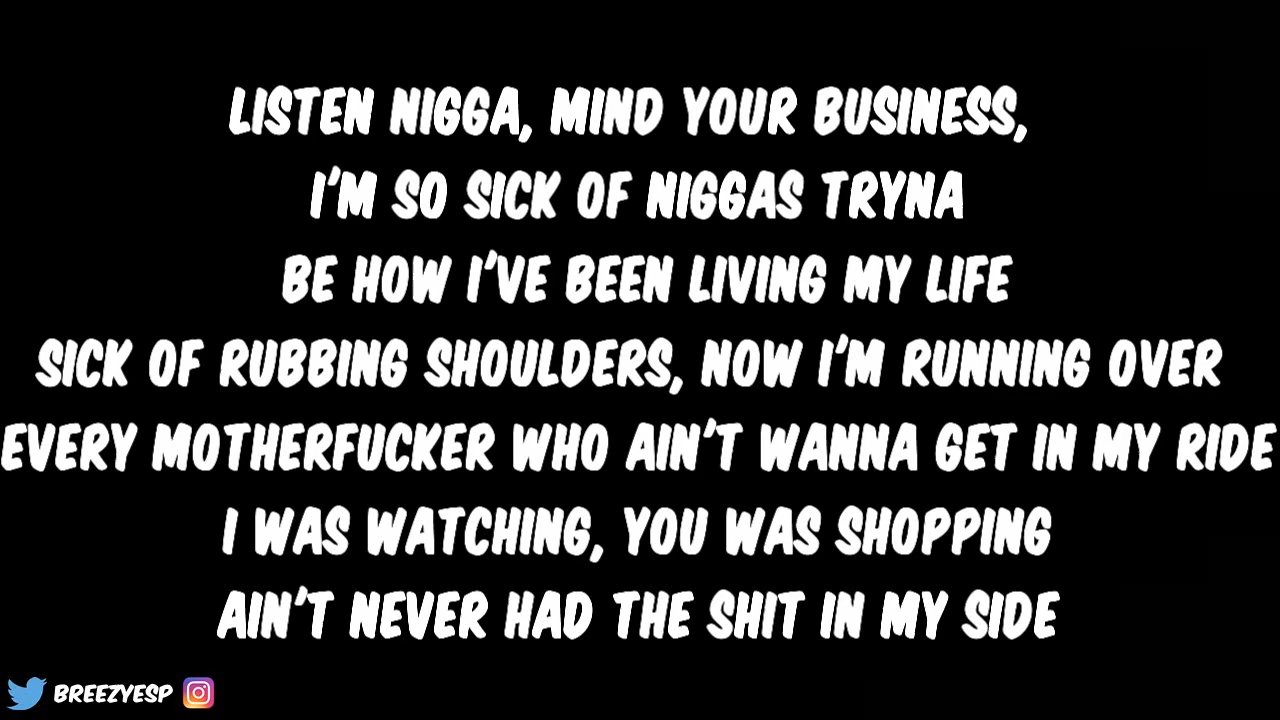 LISTEN NIGGA, MIND YOUR BUSINESS,
I'M SO SICK OF NIGGAS TRYNA
BE HOW I'VE BEEN LIVING MY LIFE
SICK OF RUBBING SHOULDERS, NOW I'M RUNNING OVER
EVERY MOTHERFUCKER WHO AIN'T WANNA GET IN MY RIDE
I WAS WATCHING, YOU WAS SHOPPING
AIN'T NEVER HAD THE SHIT IN MY SIDE
BREEZYESP